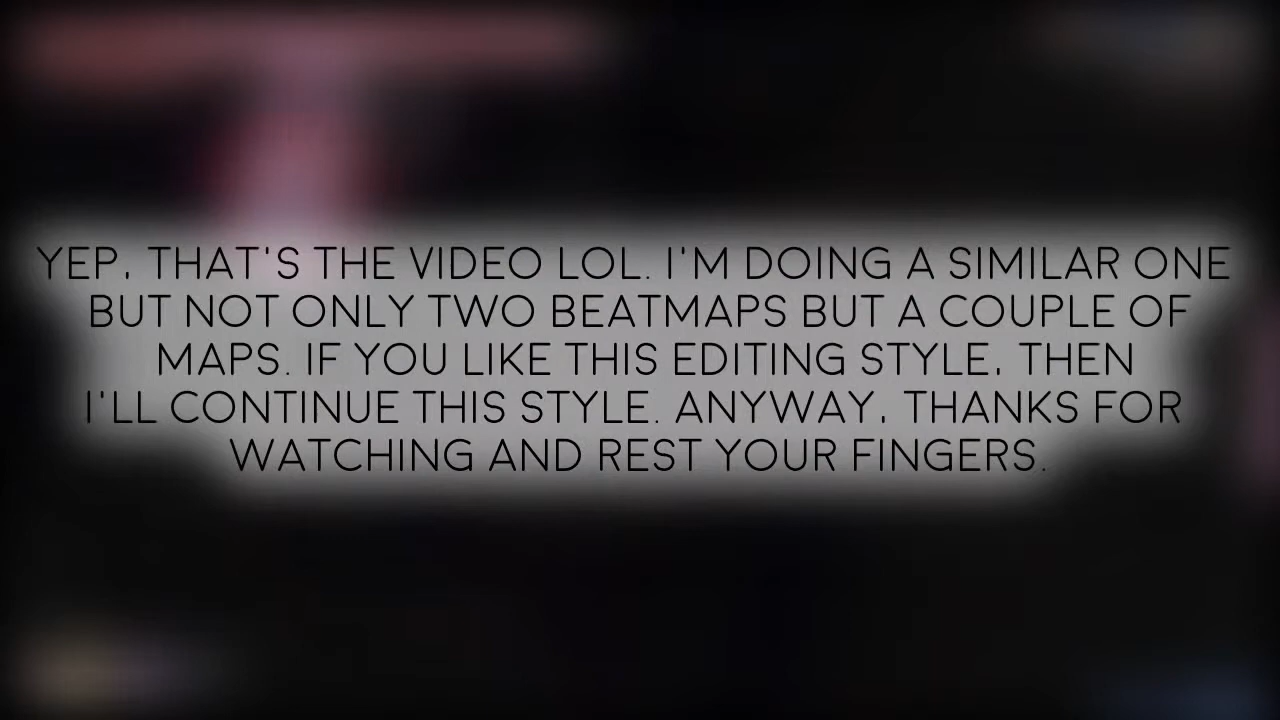 YEP, THAT'S THE VIDEO LOL. I'M DOING A SIMILAR ONE
BUT NOT ONLY TWO BEATMAPS BUT A COUPLE OF
MAPS. IF YOU LIKE THIS EDITING STYLE, THEN
I'LL CONTINUE THIS STYLE. ANYWAY, THANKS FOR
WATCHING AND REST YOUR FINGERS.